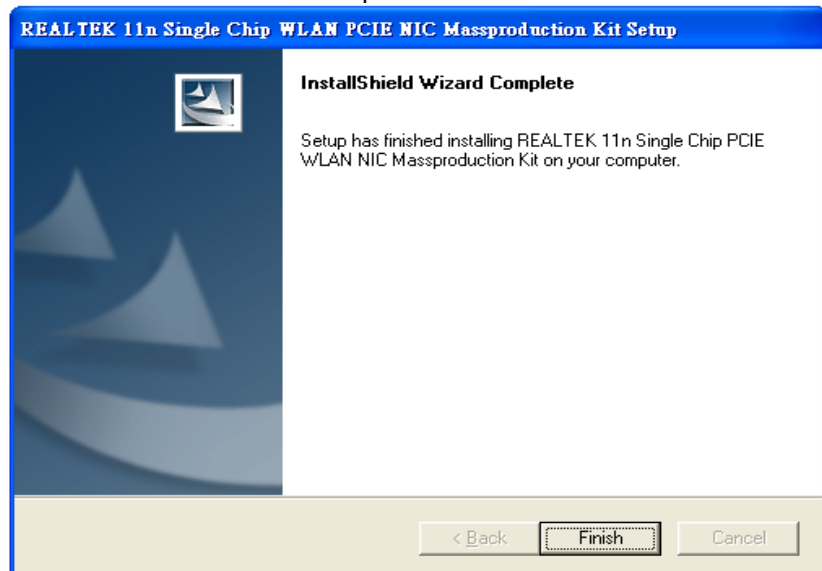 REALTEK 11n Single Chip WLAN PCIE NIC Massproduction Kit Setup
InstallShield Wizard Complete
Setup has finished installing REALTEK 11n Single Chip PCIE
WLAN NIC Massproduction Kit on your computer.
< Back Finish Cancel